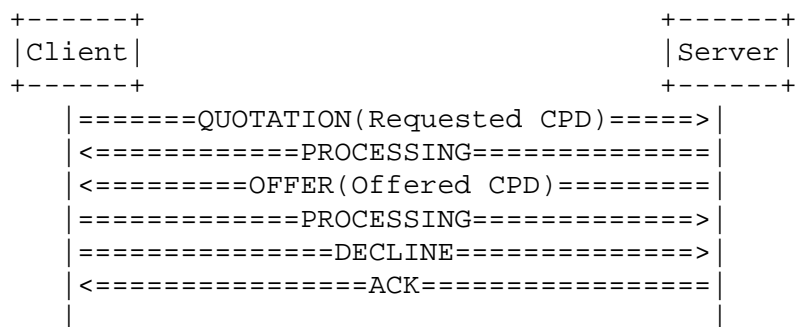 +------+                                +------+
|Client|                                |Server|
+------+                                +------+
   |=======QUOTATION(Requested CPD)=====>|
   |<============PROCESSING==============|
   |<=========OFFER(Offered CPD)=========|
   |=============PROCESSING=============>|
   |===============DECLINE==============>|
   |<================ACK=================|
   |                                     |